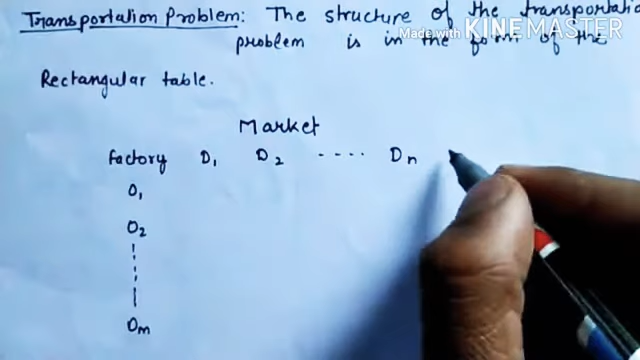 Transportation Problem: The structure of the transportatio
problem is in the form of the
Rectangular table.
Made with KINEMASTER
Market
Factory D1 D2 ---- Dn
O1
O2
Om